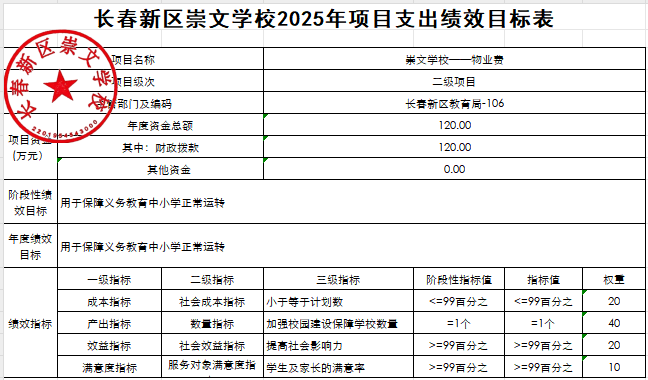 长春新区崇文学校2025年项目支出绩效目标表
项目名称 崇文学校——物业费
项目级次 二级项目
部门及编码 长春新区教育局-106
长春新区崇文学校
项目资金
(万元)
年度资金总额 120.00
其中：财政拨款 120.00
其他资金 0.00
阶段性绩
效目标
用于保障义务教育中小学正常运转
年度绩效
目标
用于保障义务教育中小学正常运转
绩效指标
一级指标 二级指标 三级指标 阶段性指标值 指标值 权重
成本指标 社会成本指标 小于等于计划数 <=99百分之 <=99百分之 20
产出指标 数量指标 加强校园建设保障学校数量 =1个 =1个 40
效益指标 社会效益指标 提高社会影响力 >=99百分之 >=99百分之 20
满意度指标 服务对象满意度指 学生及家长的满意率 >=99百分之 >=99百分之 10